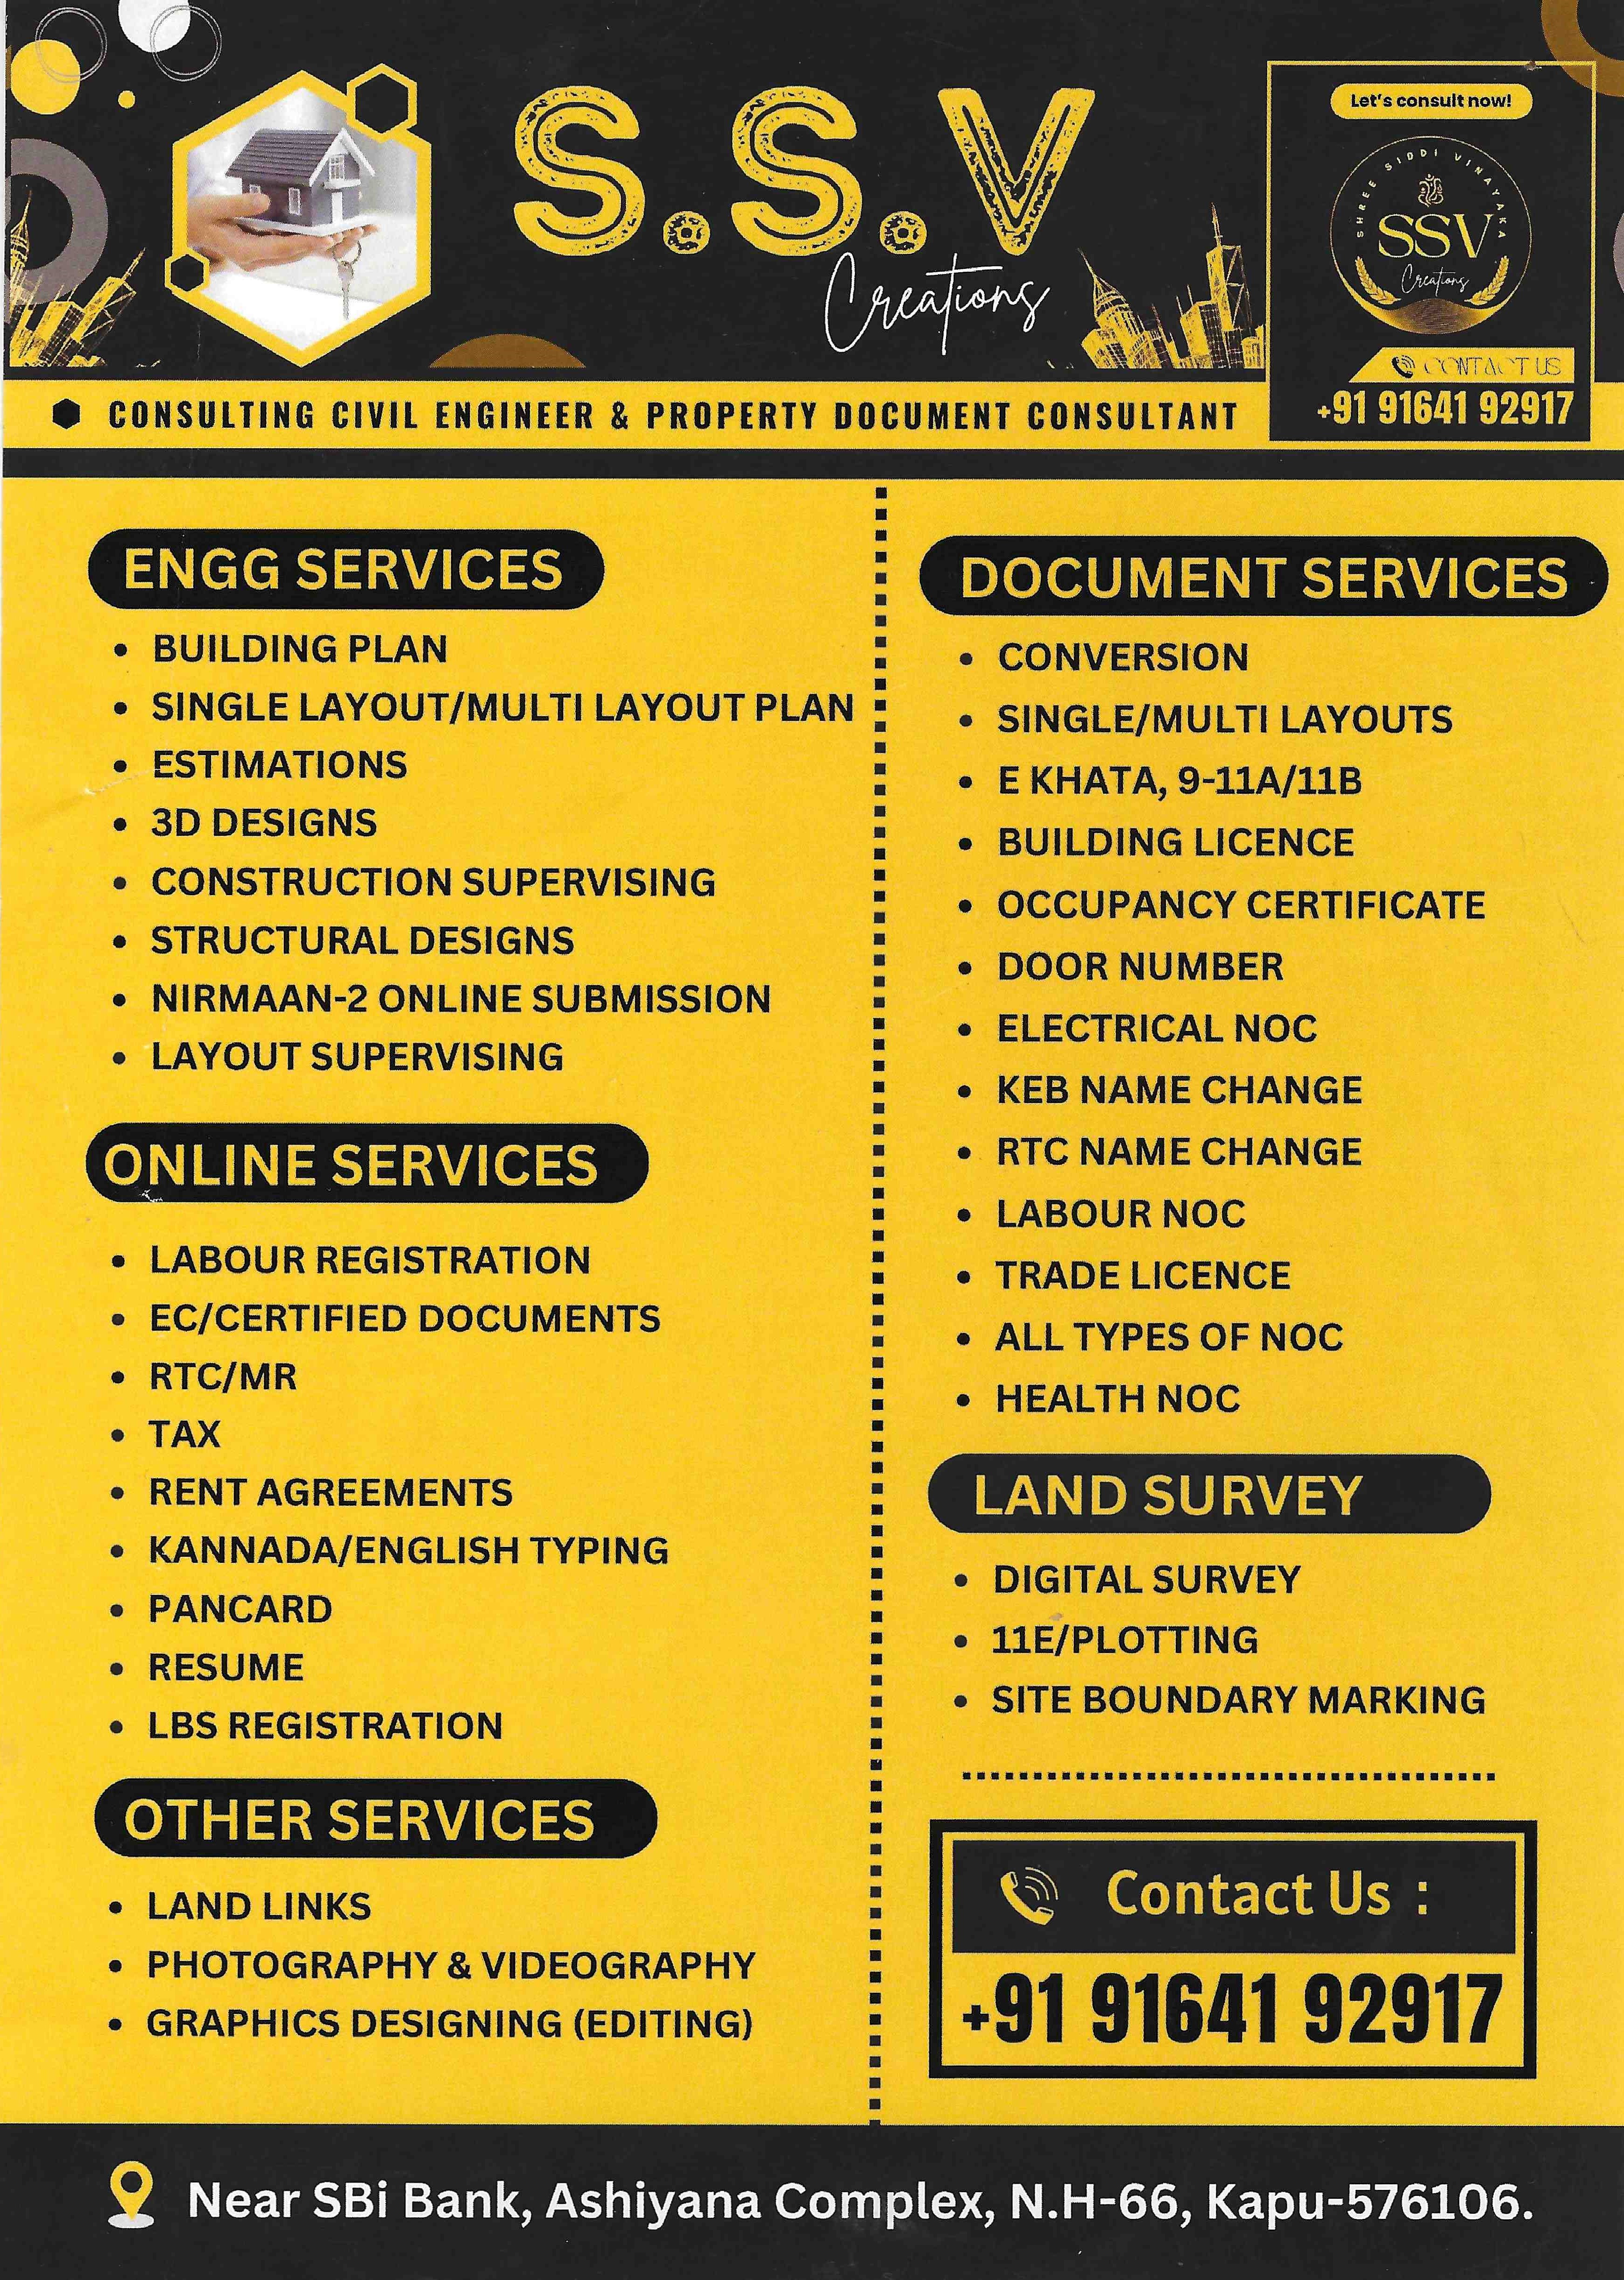 S.S.V
Creations
Let's consult now!
SHREE SIDDI VINAYAKA
SSV
Creations
CONTACT US
+91 91641 92917
CONSULTING CIVIL ENGINEER & PROPERTY DOCUMENT CONSULTANT
ENGG SERVICES
• BUILDING PLAN
• SINGLE LAYOUT/MULTI LAYOUT PLAN
• ESTIMATIONS
• 3D DESIGNS
• CONSTRUCTION SUPERVISING
• STRUCTURAL DESIGNS
• NIRMAAN-2 ONLINE SUBMISSION
• LAYOUT SUPERVISING
ONLINE SERVICES
• LABOUR REGISTRATION
• EC/CERTIFIED DOCUMENTS
• RTC/MR
• TAX
• RENT AGREEMENTS
• KANNADA/ENGLISH TYPING
• PANCARD
• RESUME
• LBS REGISTRATION
OTHER SERVICES
• LAND LINKS
• PHOTOGRAPHY & VIDEOGRAPHY
• GRAPHICS DESIGNING (EDITING)
DOCUMENT SERVICES
• CONVERSION
• SINGLE/MULTI LAYOUTS
• E KHATA, 9-11A/11B
• BUILDING LICENCE
• OCCUPANCY CERTIFICATE
• DOOR NUMBER
• ELECTRICAL NOC
• KEB NAME CHANGE
• RTC NAME CHANGE
• LABOUR NOC
• TRADE LICENCE
• ALL TYPES OF NOC
• HEALTH NOC
LAND SURVEY
• DIGITAL SURVEY
• 11E/PLOTTING
• SITE BOUNDARY MARKING
Contact Us :
+91 91641 92917
Near SBi Bank, Ashiyana Complex, N.H-66, Kapu-576106.